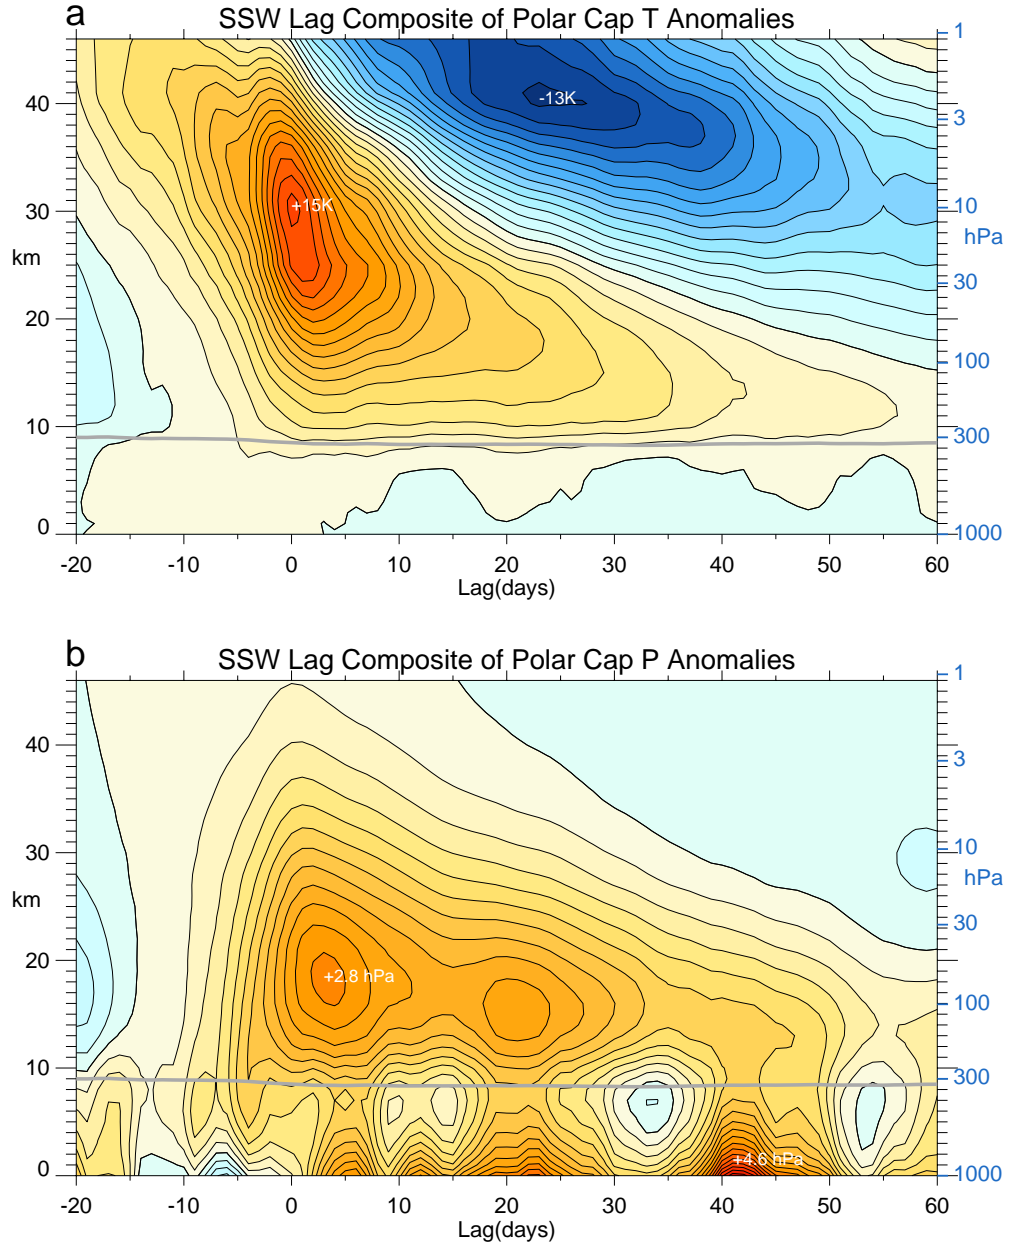 a
SSW Lag Composite of Polar Cap T Anomalies
1
40
-13K
3
30
+15K
10
hPa
km
30
20
100
10
300
0
1000
-20 -10 0 10 20 30 40 50 60
Lag(days)
b
SSW Lag Composite of Polar Cap P Anomalies
1
40
3
30
10
hPa
km
30
20
+2.8 hPa
100
10
300
+4.6 hPa
0
1000
-20 -10 0 10 20 30 40 50 60
Lag(days)